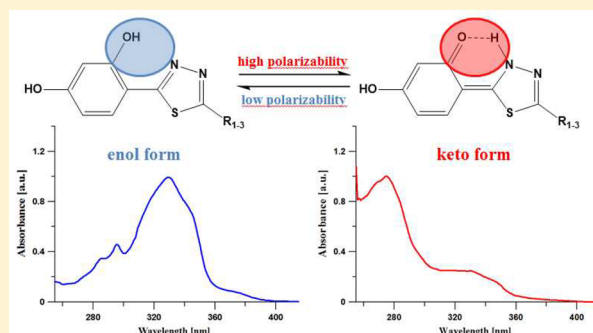 OH
HO
N
N
S
R1-3
high polarizability
low polarizability
O
H
N
N
HO
S
R1-3
enol form
keto form
Absorbance [a.u.]
1.2
0.8
0.4
0
280
320
360
400
Wavelength [nm]
Absorbance [a.u.]
1.2
0.8
0.4
0
280
320
360
400
Wavelength [nm]